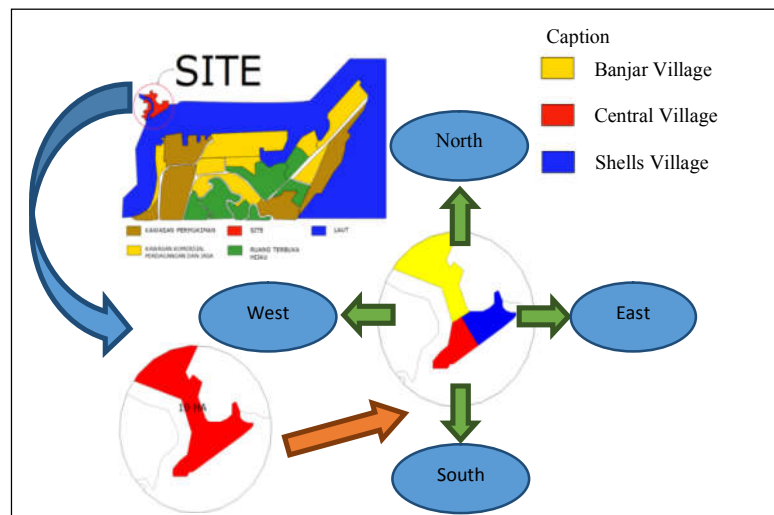 Caption
SITE
Banjar Village
Central Village
Shells Village
North
KAWASAN PERMUKIMAN
SITE
LAUT
KAWASAN KOMERSIAL
PERDAGANGAN DAN JASA
RUANG TERBUKA
HIJAU
West
East
10 HA
South